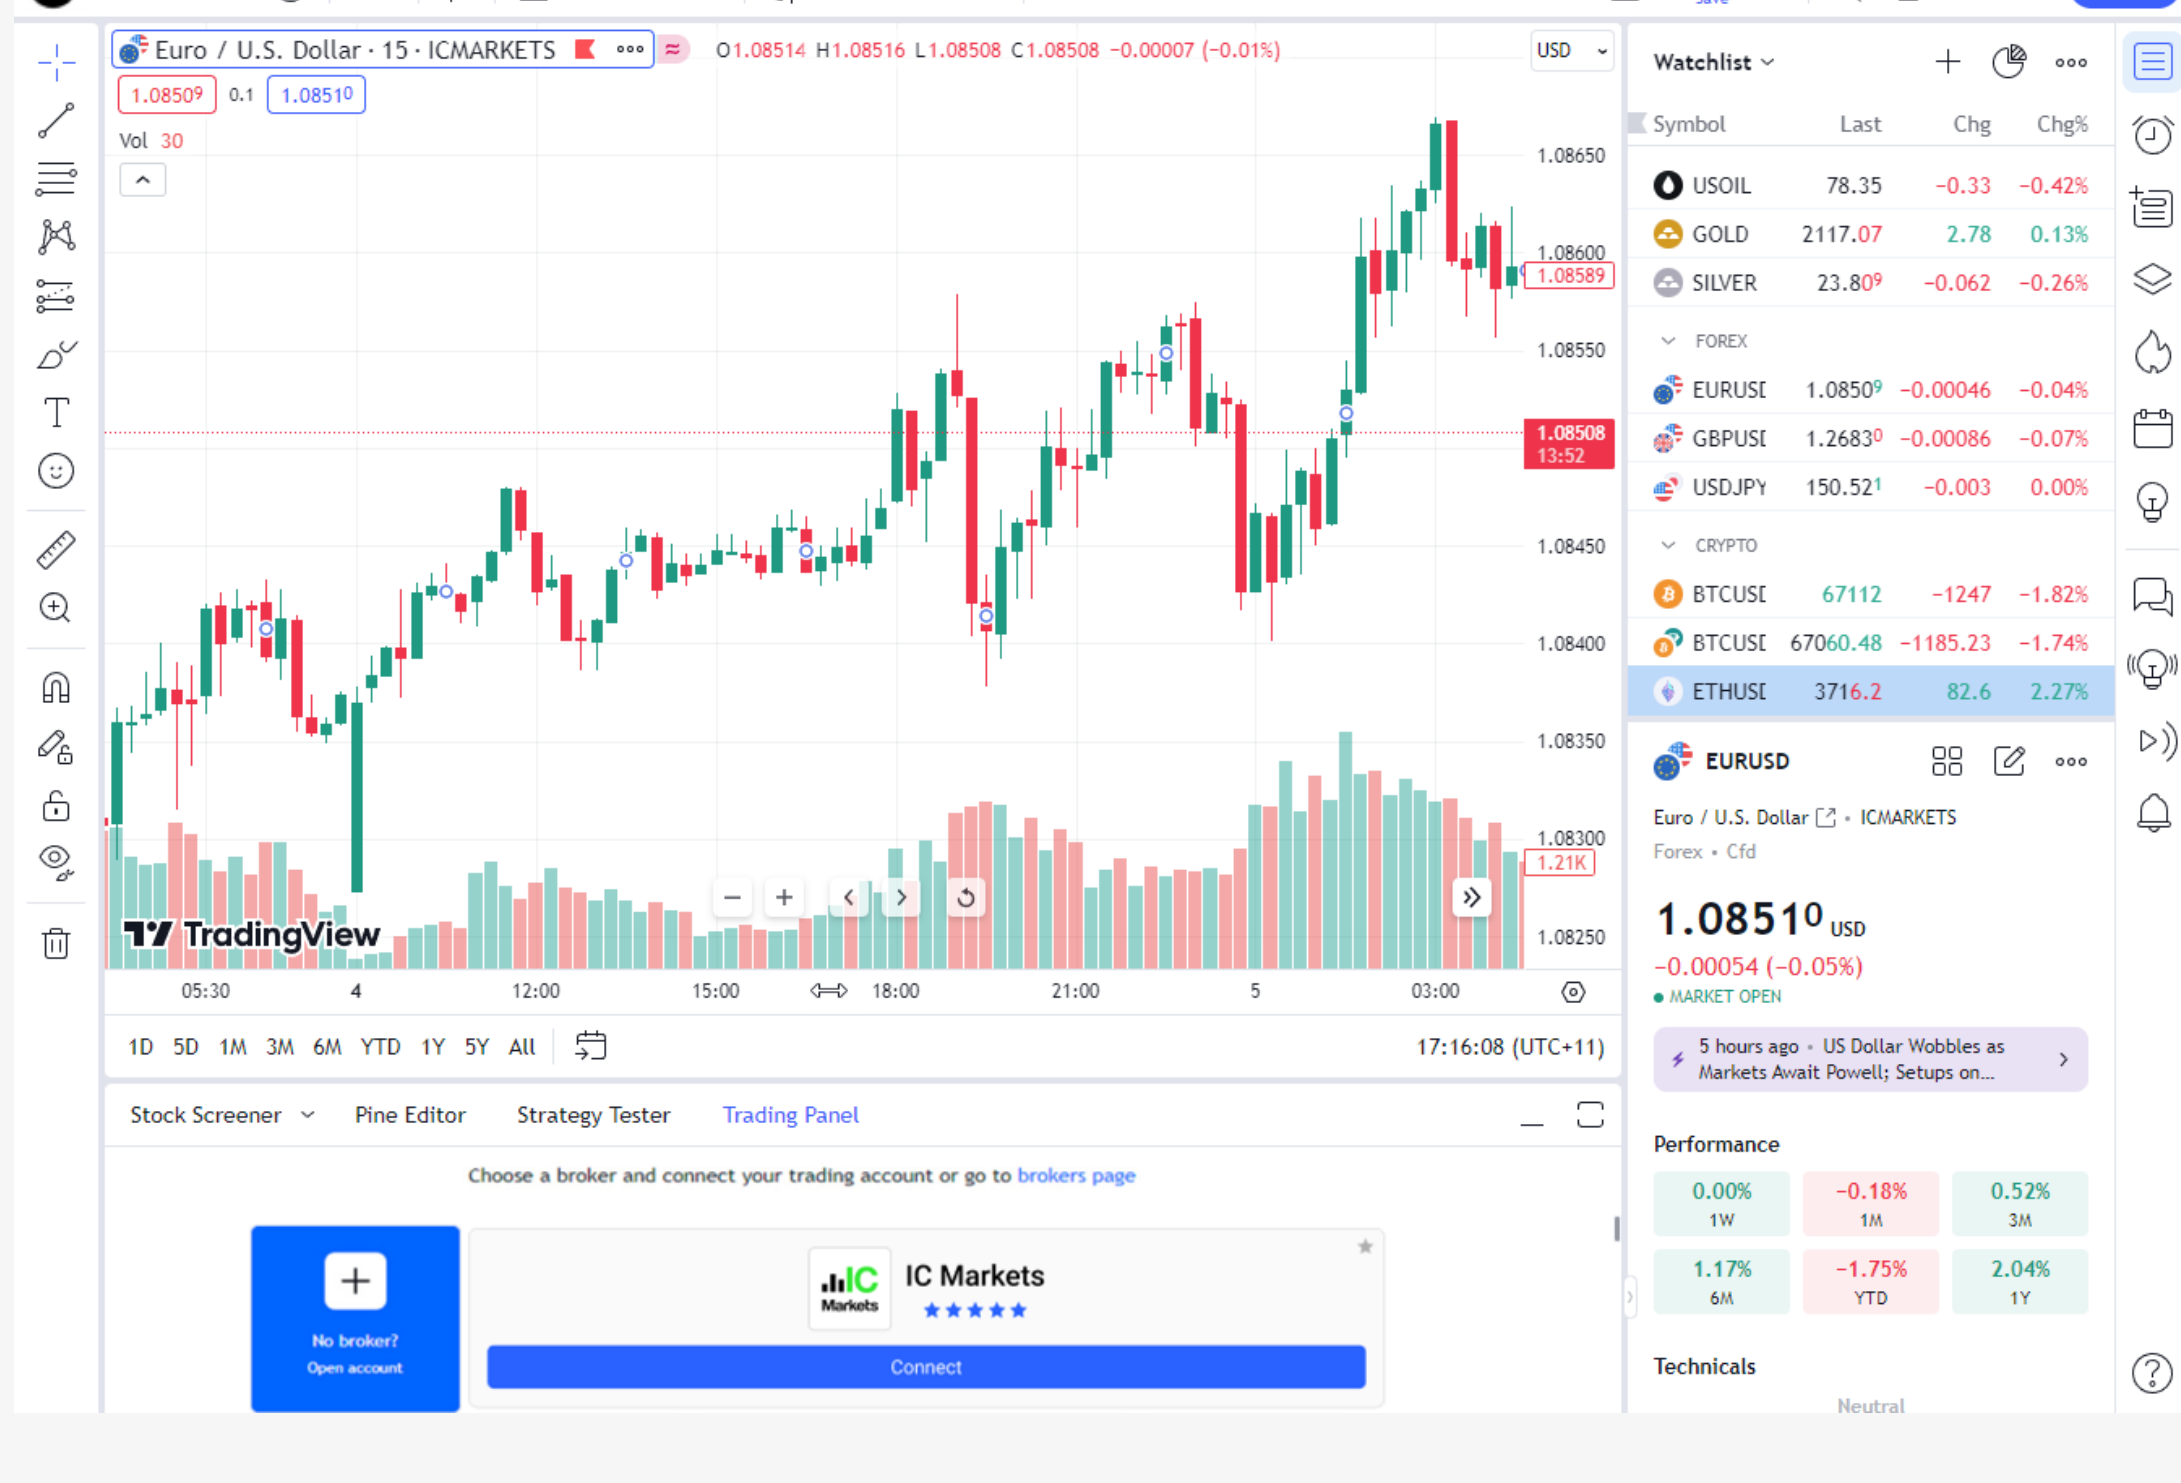 Save
Euro / U.S. Dollar · 15 · ICMARKETS
O1.08514 H1.08516 L1.08508 C1.08508 −0.00007 (−0.01%)
USD
1.08509 0.1 1.08510
Vol 30
1.08650
1.08600
1.08589
1.08550
1.08508
13:52
1.08450
1.08400
1.08350
1.08300
1.21K
1.08250
TradingView
05:30 4 12:00 15:00 18:00 21:00 5 03:00
1D 5D 1M 3M 6M YTD 1Y 5Y All
17:16:08 (UTC+11)
Stock Screener Pine Editor Strategy Tester Trading Panel
Choose a broker and connect your trading account or go to brokers page
No broker?
Open account
IC
Markets
IC Markets
Connect
Watchlist
Symbol Last Chg Chg%
USOIL 78.35 −0.33 −0.42%
GOLD 2117.07 2.78 0.13%
SILVER 23.809 −0.062 −0.26%
FOREX
EURUSD 1.08509 −0.00046 −0.04%
GBPUSD 1.26830 −0.00086 −0.07%
USDJPY 150.521 −0.003 0.00%
CRYPTO
BTCUSD 67112 −1247 −1.82%
BTCUSD 67060.48 −1185.23 −1.74%
ETHUSD 3716.2 82.6 2.27%
EURUSD
Euro / U.S. Dollar • ICMARKETS
Forex • Cfd
1.08510 USD
−0.00054 (−0.05%)
MARKET OPEN
5 hours ago • US Dollar Wobbles as
Markets Await Powell; Setups on...
Performance
0.00% −0.18% 0.52%
1W 1M 3M
1.17% −1.75% 2.04%
6M YTD 1Y
Technicals
Neutral